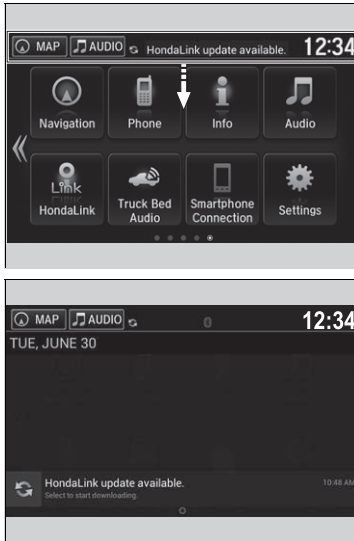 MAP AUDIO HondaLink update available. 12:34
Navigation Phone Info Audio
Link
HondaLink Truck Bed Audio Smartphone Connection Settings
MAP AUDIO 12:34
TUE, JUNE 30
HondaLink update available. 10:48 AM
Select to start downloading.